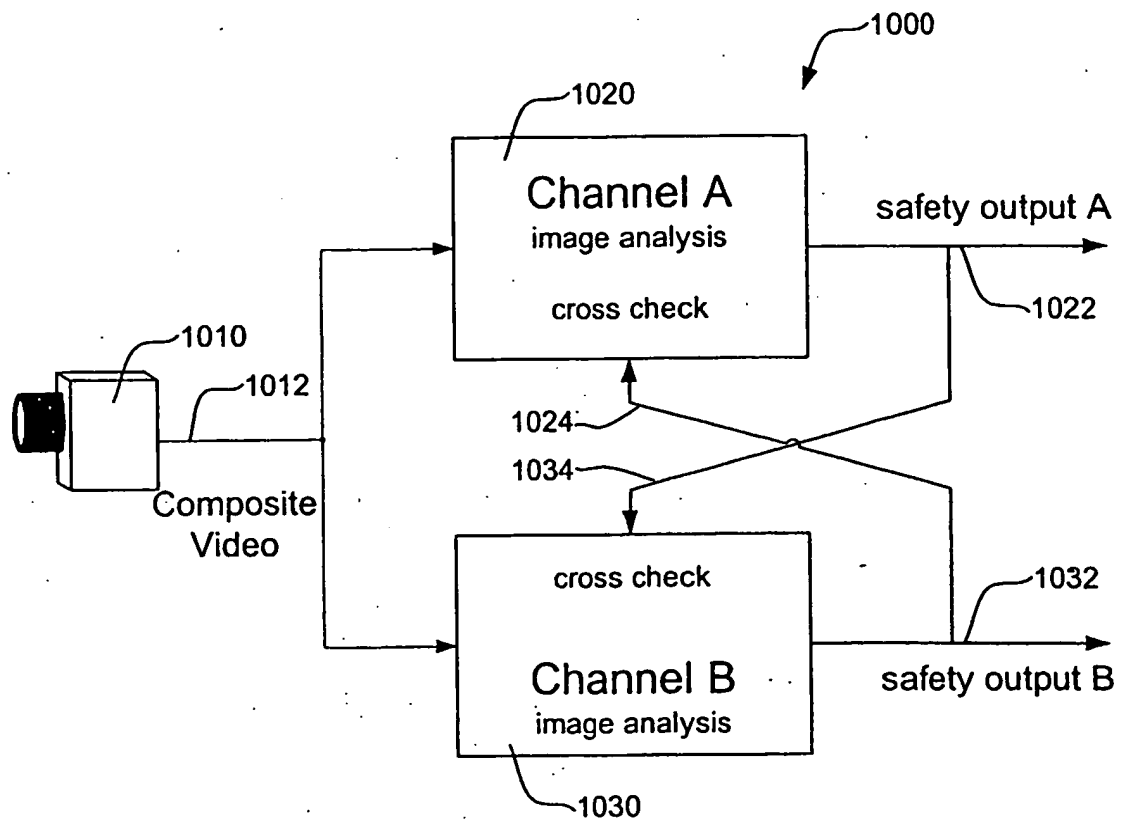 1000
1020
Channel A
image analysis
cross check
safety output A
1022
1010
1012
Composite
Video
1024
1034
cross check
Channel B
image analysis
1032
safety output B
1030